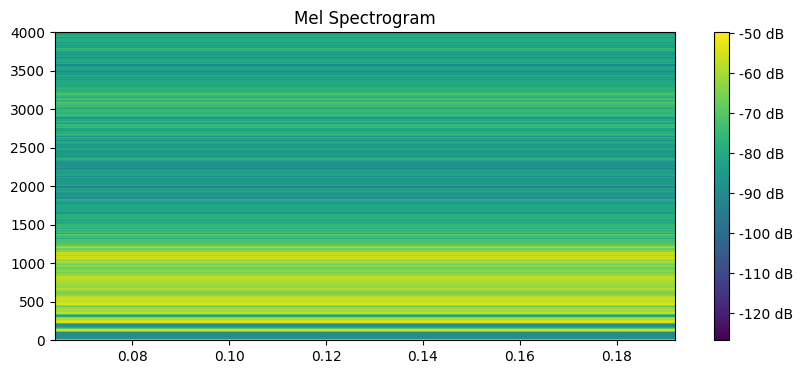 Mel Spectrogram
4000
3500
3000
2500
2000
1500
1000
500
0
0.08 0.10 0.12 0.14 0.16 0.18
-50 dB
-60 dB
-70 dB
-80 dB
-90 dB
-100 dB
-110 dB
-120 dB